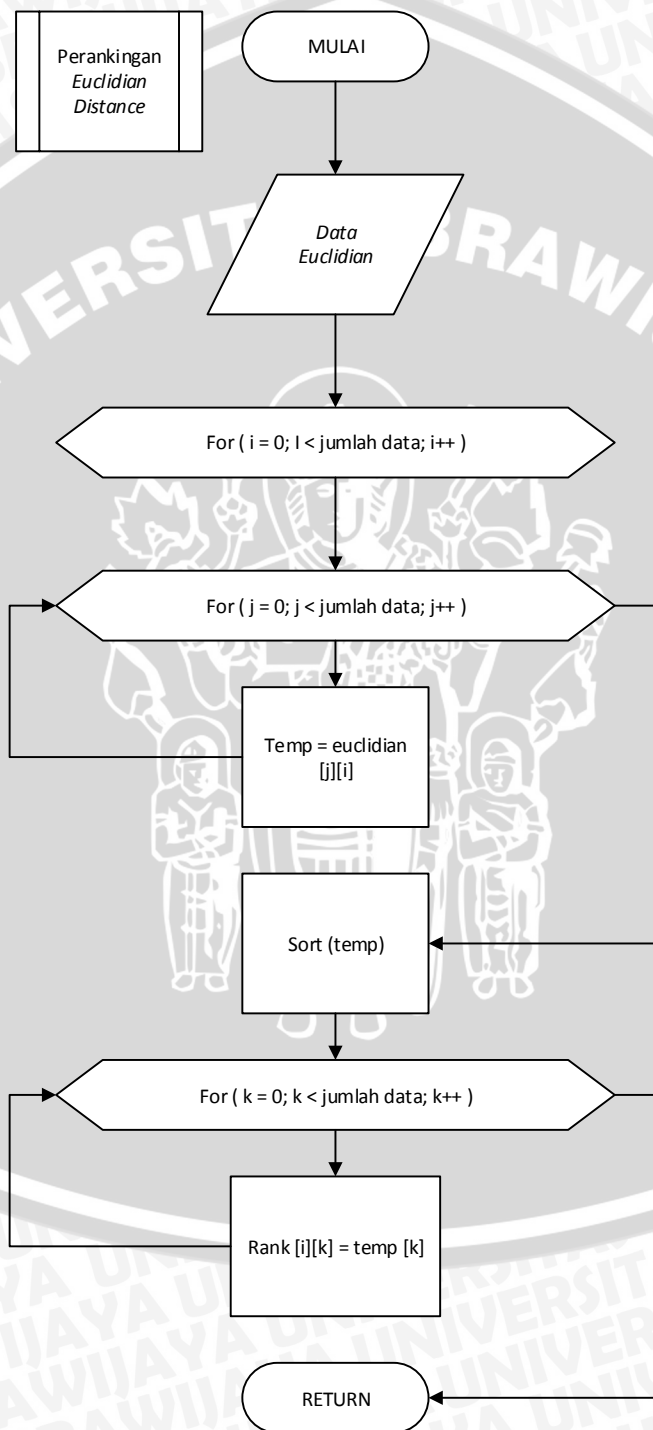 Perankingan
Euclidian
Distance
MULAI
Data
Euclidian
For ( i = 0; I < jumlah data; i++ )
For ( j = 0; j < jumlah data; j++ )
Temp = euclidian
[j][i]
Sort (temp)
For ( k = 0; k < jumlah data; k++ )
Rank [i][k] = temp [k]
RETURN